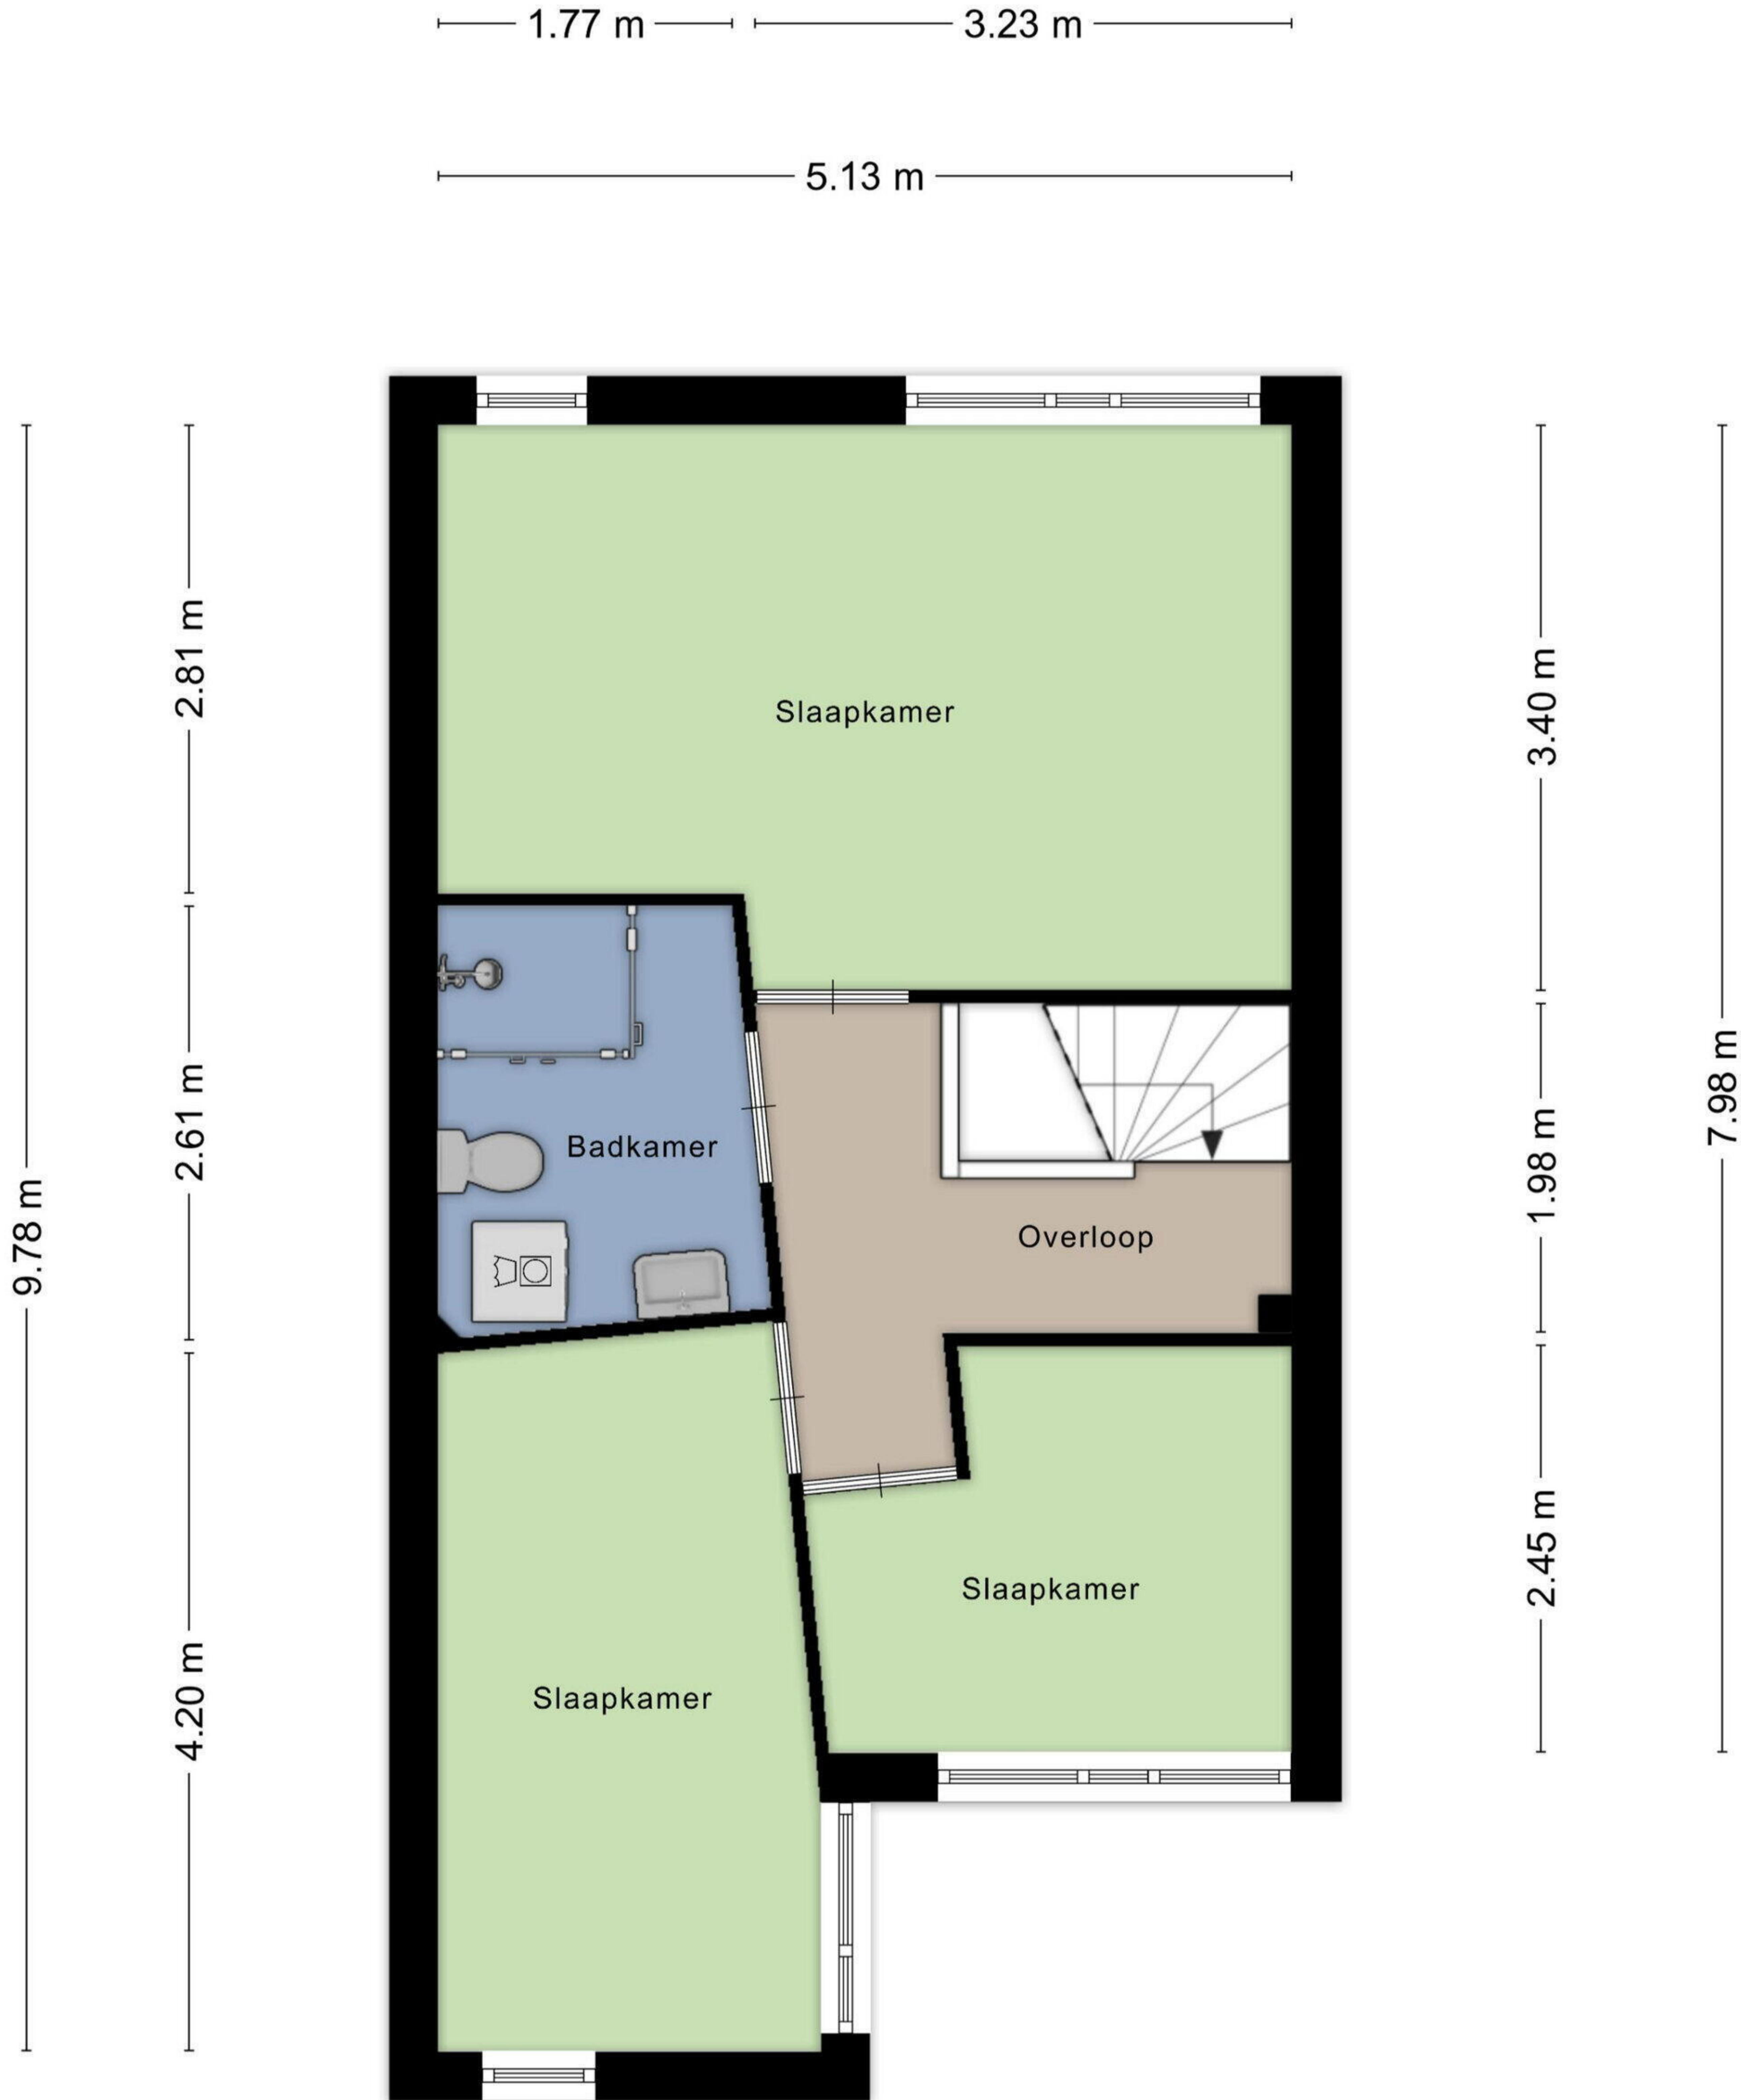 1.77 m
3.23 m
5.13 m
Slaapkamer
2.81 m
3.40 m
7.98 m
2.61 m
Badkamer
1.98 m
9.78 m
Overloop
2.45 m
Slaapkamer
4.20 m
Slaapkamer